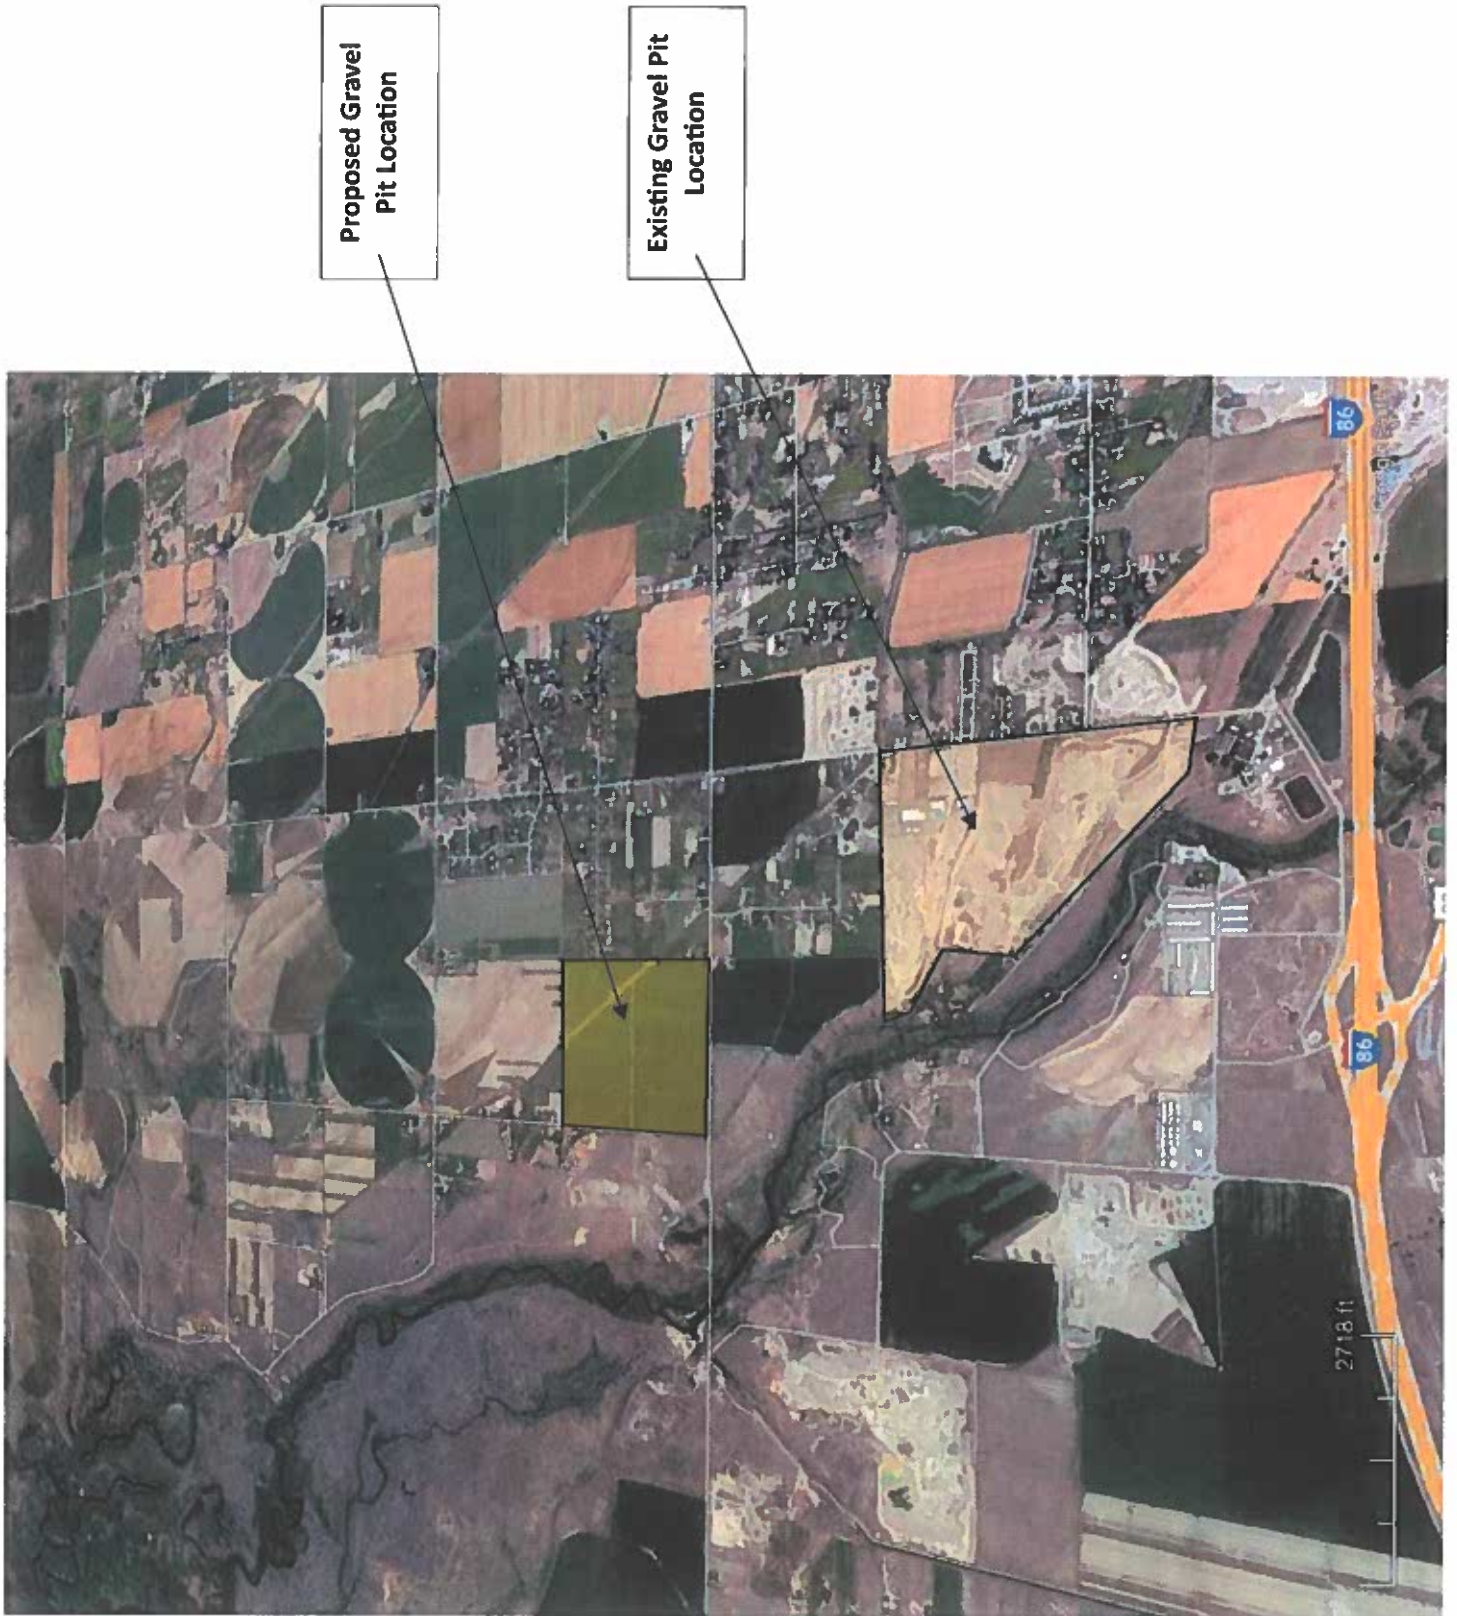 Proposed Gravel
Pit Location
Existing Gravel Pit
Location
86
86
2718 ft